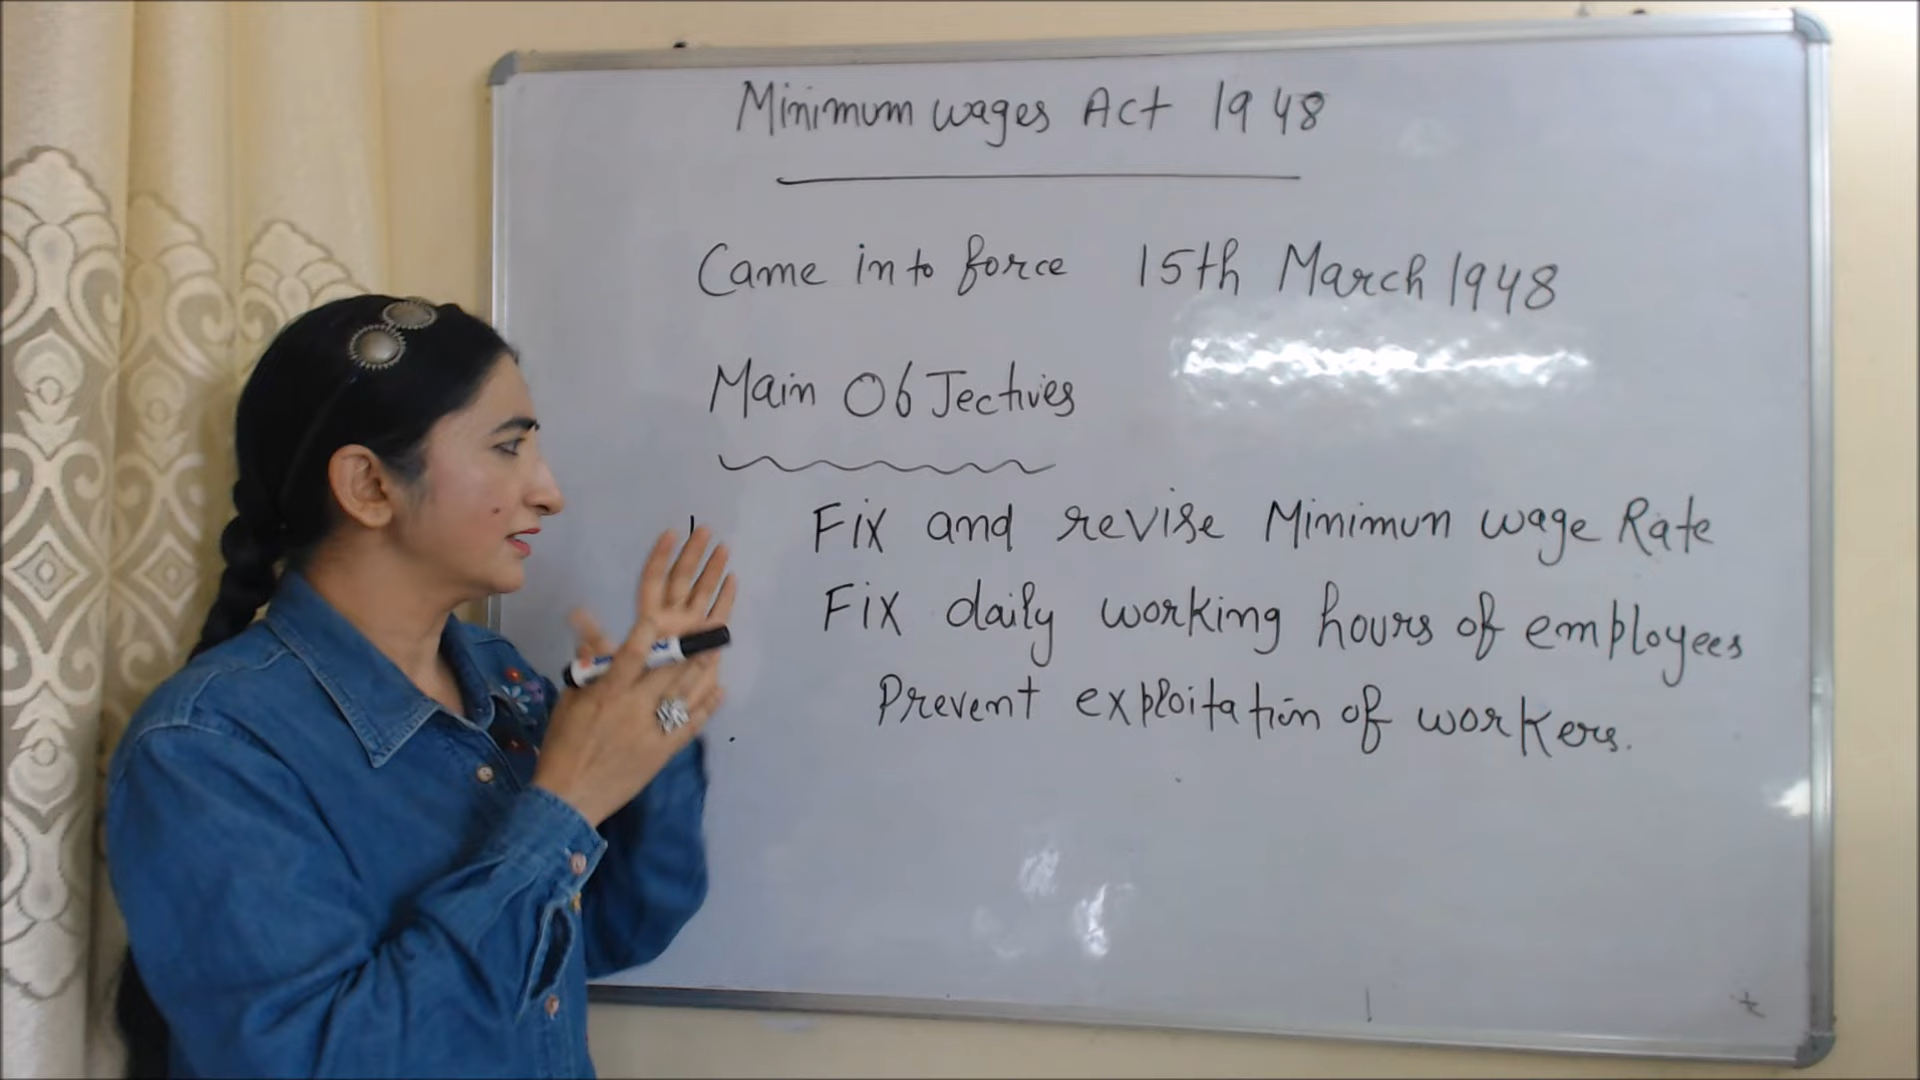 Minimum wages Act 1948
Came into force 15th March 1948
Main ObJectives
Fix and revise Minimun wage Rate
Fix daily working hours of employees
Prevent exploitation of workers.